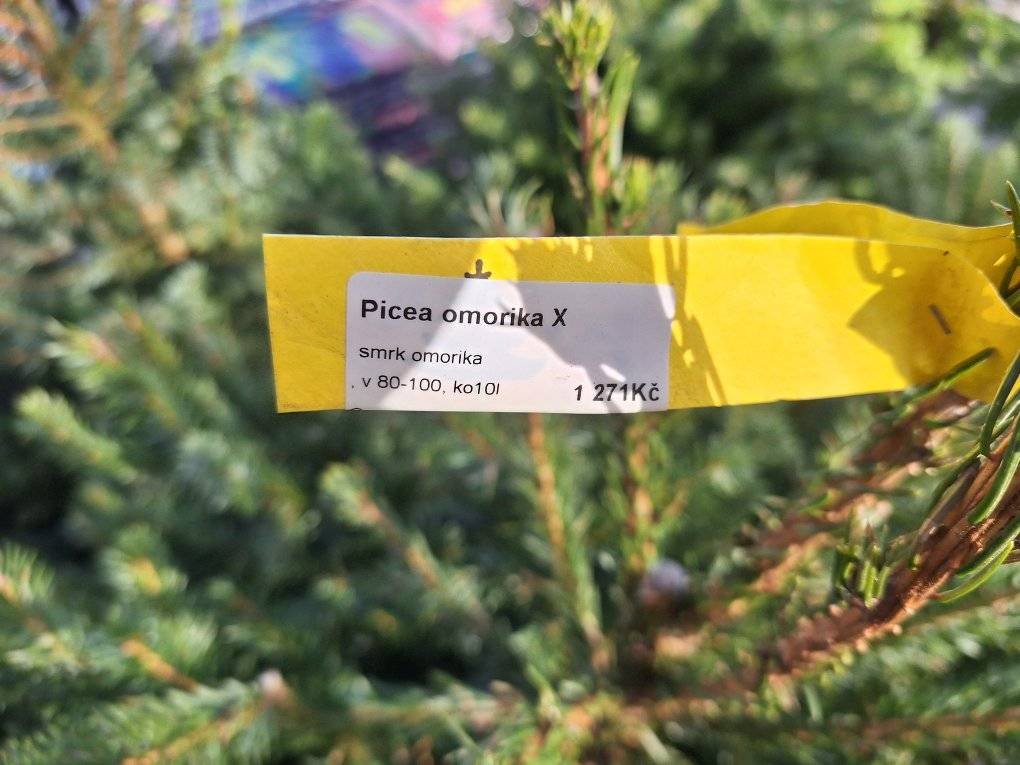 Picea omorika X
smrk omorika
, v 80-100, ko10l
1 271Kč